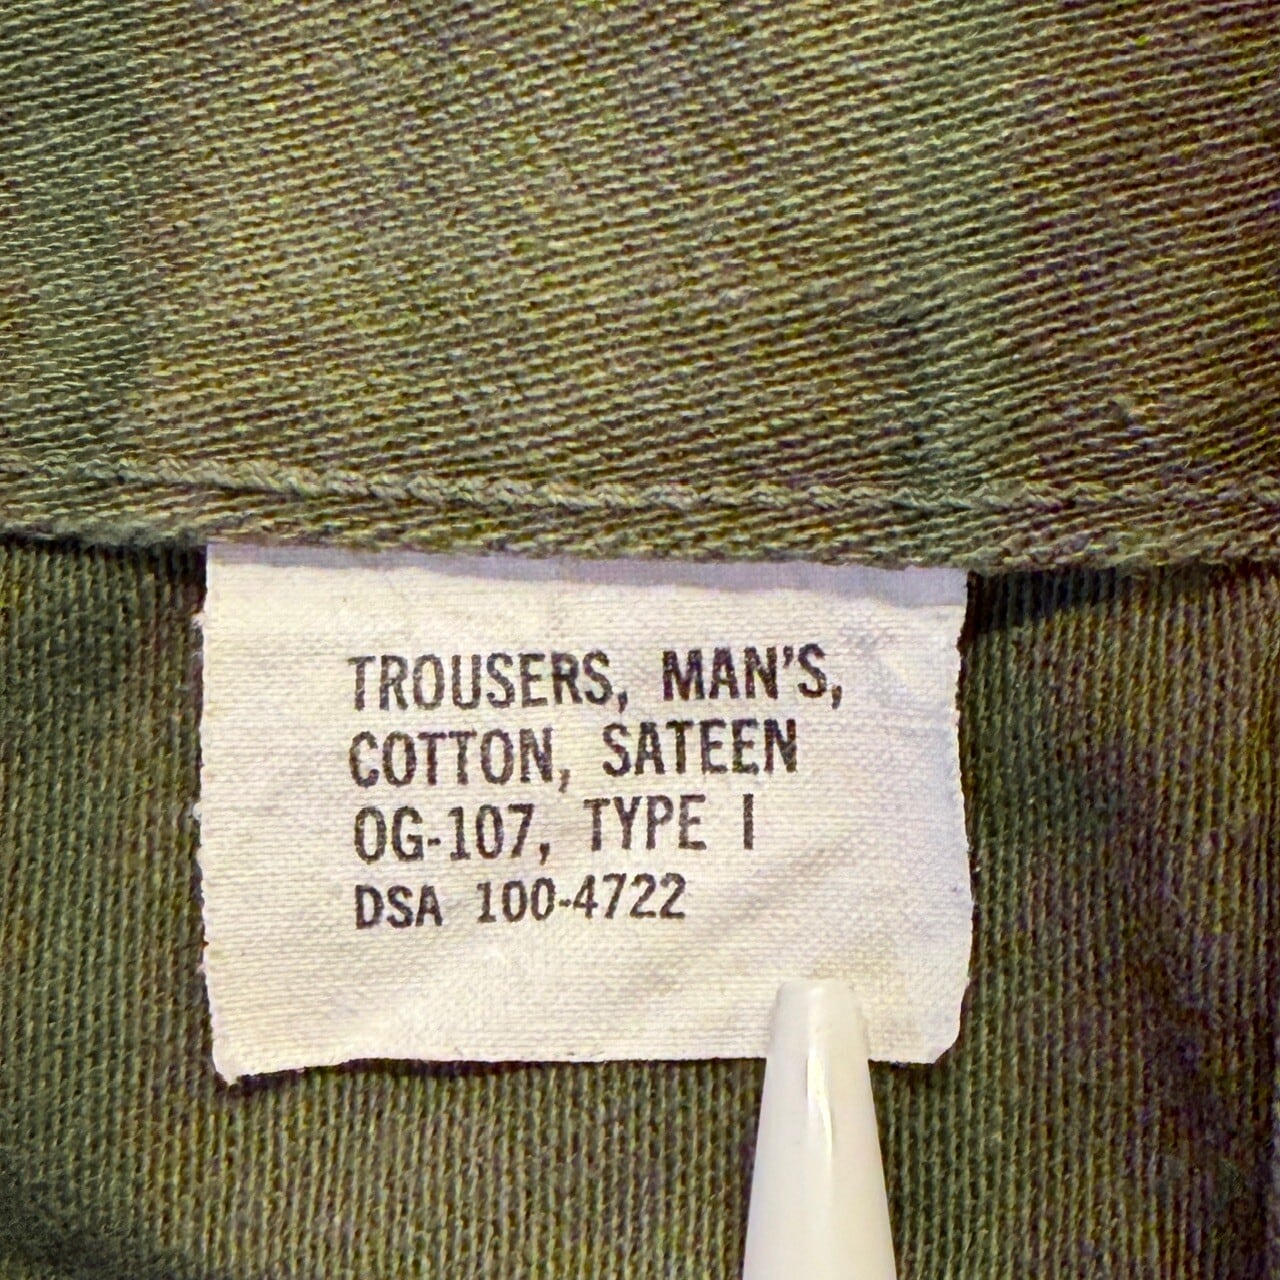 TROUSERS, MAN'S,
COTTON, SATEEN
OG-107, TYPE I
DSA 100-4722